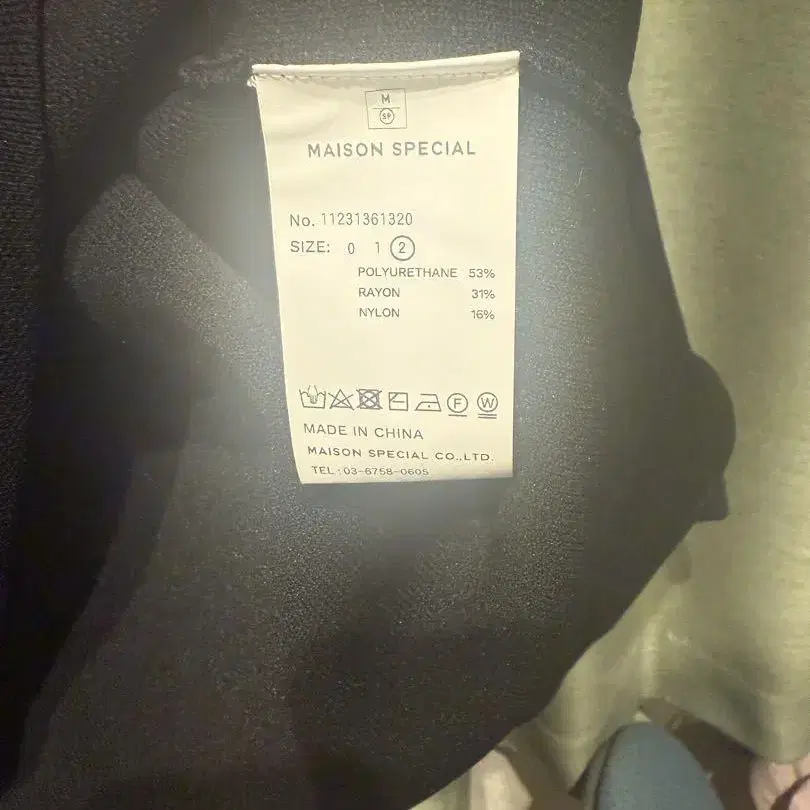 M
SP
MAISON SPECIAL
No. 11231361320
SIZE: 0 1 2
POLYURETHANE 53%
RAYON 31%
NYLON 16%
F W
MADE IN CHINA
MAISON SPECIAL CO.,LTD.
TEL:03-6758-0605